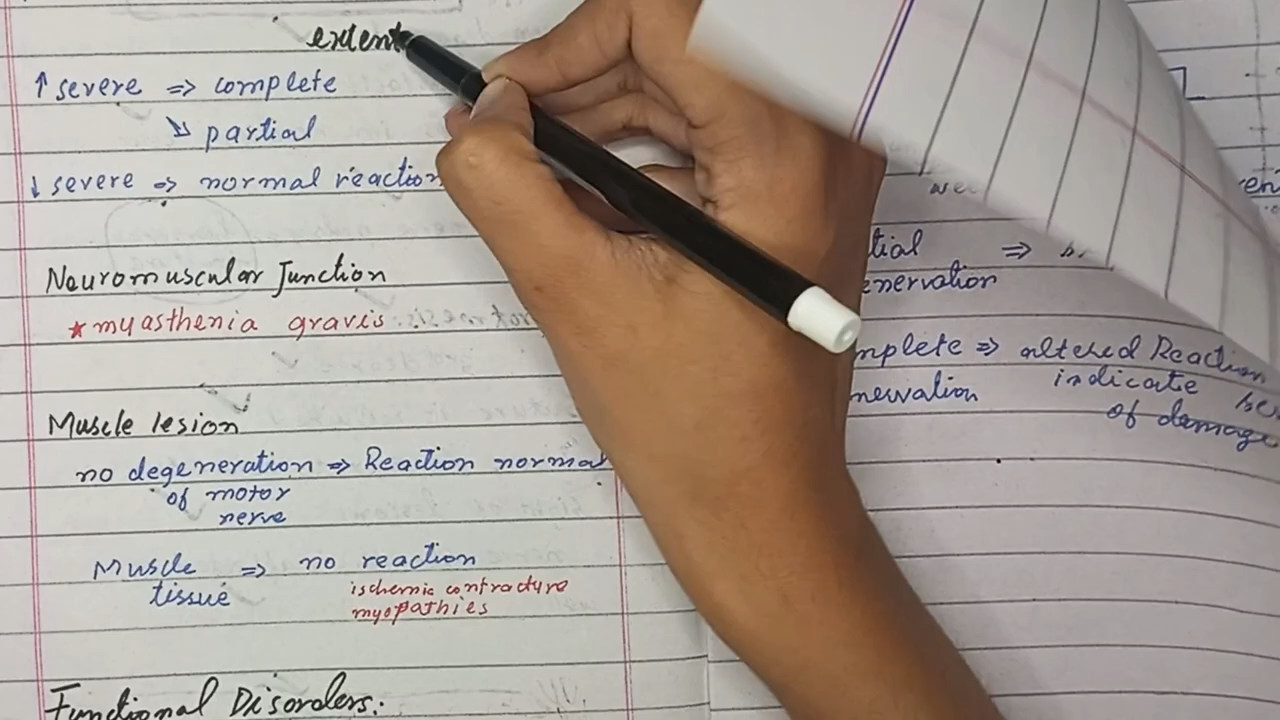 extent
↑ severe ⇒ complete
↘ partial
↓ severe ⇒ normal reaction
Neuromuscular Junction
* myasthenia gravis
Muscle lesion
no degeneration ⇒ Reaction normal
of motor
nerve
Muscle ⇒ no reaction
tissue
ischemic contracture
myopathies
Functional Disorders:
tial ⇒
enervation
mplete ⇒ altered Reaction
nervation indicate
of damage